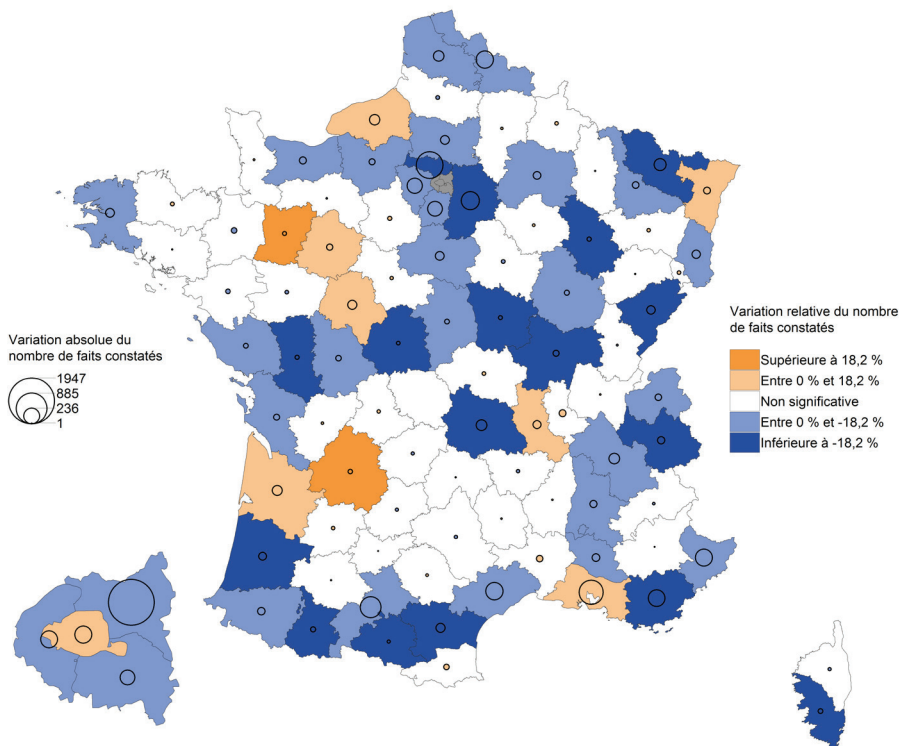 Variation absolue du
nombre de faits constatés
1947
885
236
1
Variation relative du nombre
de faits constatés
Supérieure à 18,2 %
Entre 0 % et 18,2 %
Non significative
Entre 0 % et -18,2 %
Inférieure à -18,2 %